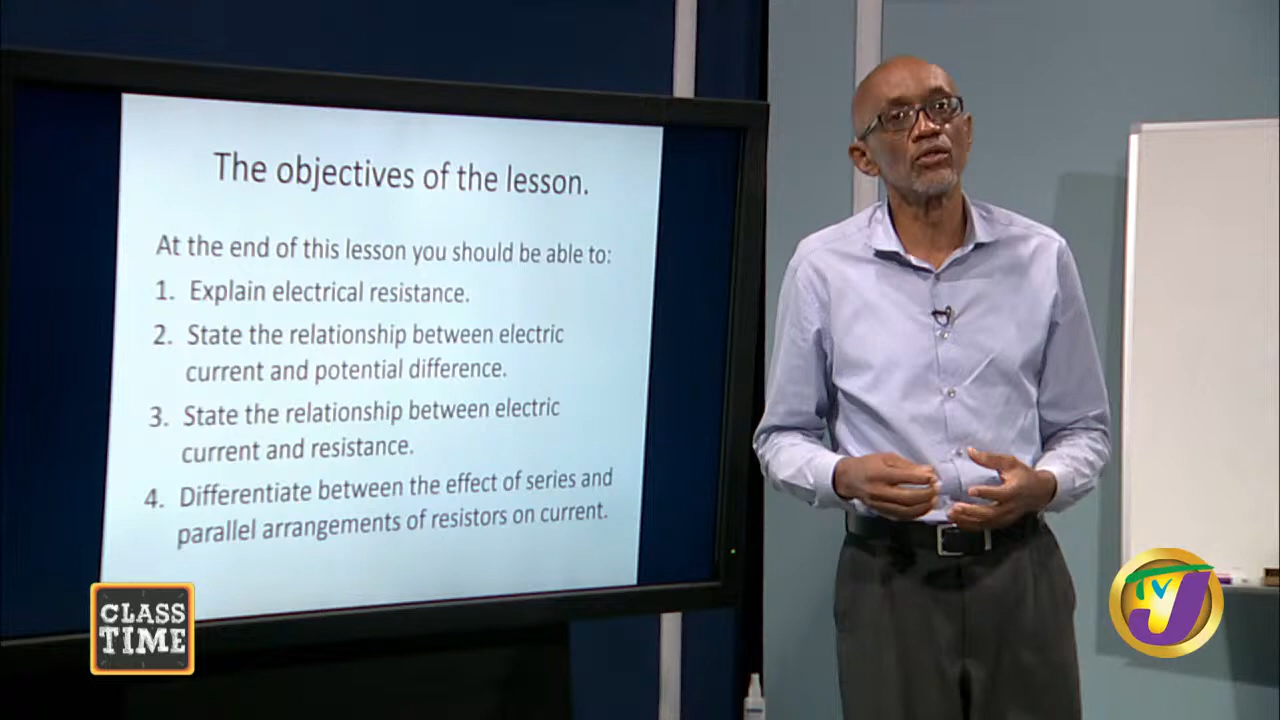 The objectives of the lesson.
At the end of this lesson you should be able to:
1. Explain electrical resistance.
2. State the relationship between electric
current and potential difference.
3. State the relationship between electric
current and resistance.
4. Differentiate between the effect of series and
parallel arrangements of resistors on current.
CLASS
TIME
TVJ